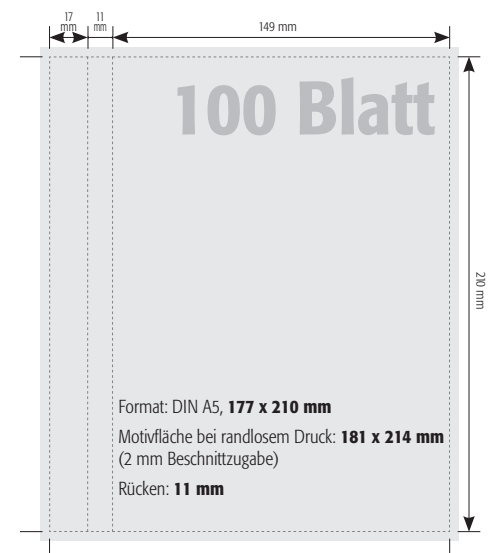 17 mm
11 mm
149 mm
100 Blatt
210 mm
Format: DIN A5, 177 x 210 mm
Motivfläche bei randlosem Druck: 181 x 214 mm
(2 mm Beschnittzugabe)
Rücken: 11 mm